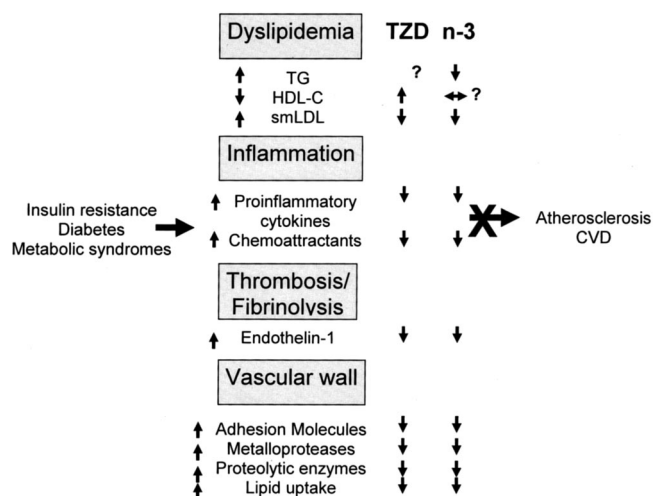 Dyslipidemia TZD n-3
TG ?
HDL-C ?
smLDL
Inflammation
Proinflammatory
cytokines
Chemoattractants
Insulin resistance
Diabetes
Metabolic syndromes
Atherosclerosis
CVD
Thrombosis/
Fibrinolysis
Endothelin-1
Vascular wall
Adhesion Molecules
Metalloproteases
Proteolytic enzymes
Lipid uptake